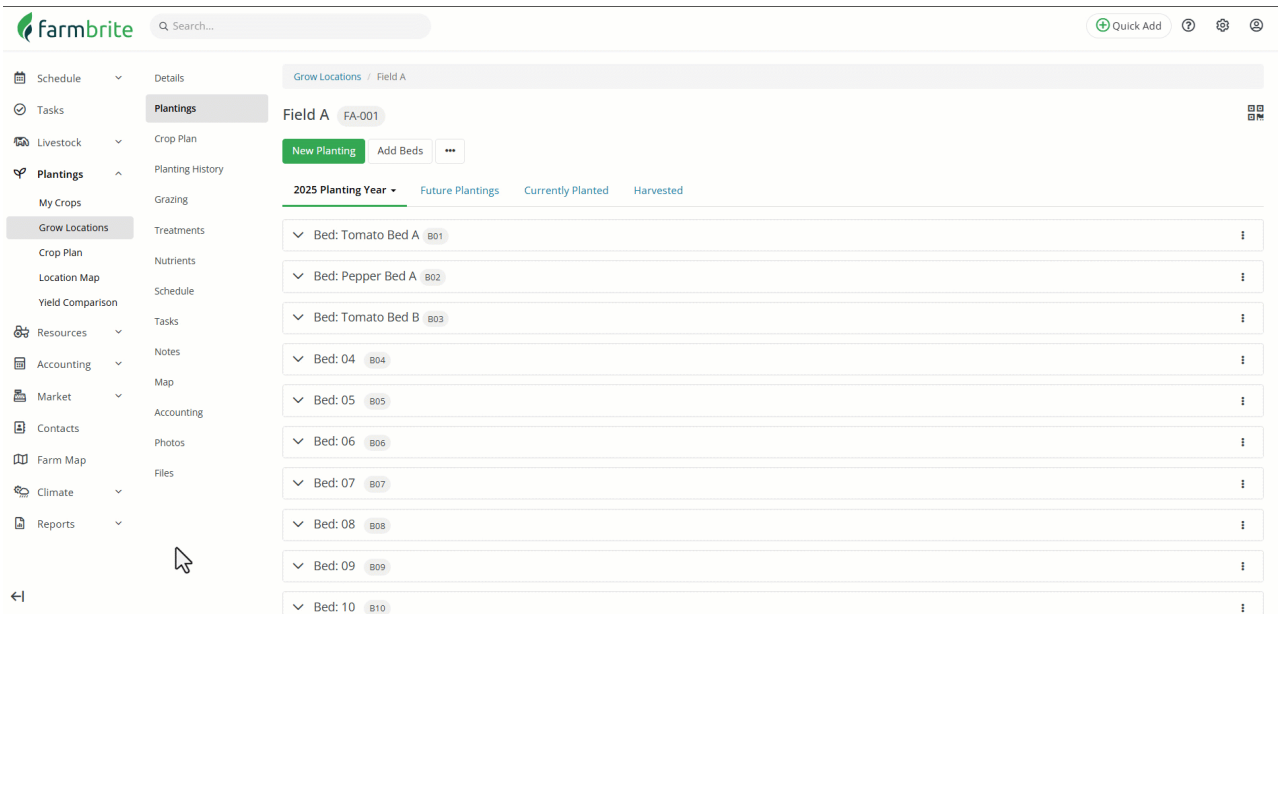 farmbrite
Search...
Quick Add
Schedule
Tasks
Livestock
Plantings
My Crops
Grow Locations
Crop Plan
Location Map
Yield Comparison
Resources
Accounting
Market
Contacts
Farm Map
Climate
Reports
Details
Plantings
Crop Plan
Planting History
Grazing
Treatments
Nutrients
Schedule
Tasks
Notes
Map
Accounting
Photos
Files
Grow Locations / Field A
Field A FA-001
New Planting Add Beds
2025 Planting Year Future Plantings Currently Planted Harvested
Bed: Tomato Bed A B01
Bed: Pepper Bed A B02
Bed: Tomato Bed B B03
Bed: 04 B04
Bed: 05 B05
Bed: 06 B06
Bed: 07 B07
Bed: 08 B08
Bed: 09 B09
Bed: 10 B10